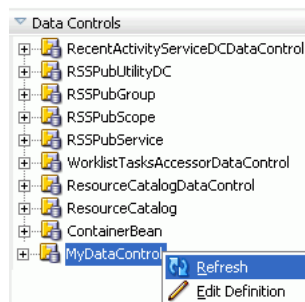 Data Controls
RecentActivityServiceDCDataControl
RSSPubUtilityDC
RSSPubGroup
RSSPubScope
RSSPubService
WorklistTasksAccessorDataControl
ResourceCatalogDataControl
ResourceCatalog
ContainerBean
MyDataControl
Refresh
Edit Definition